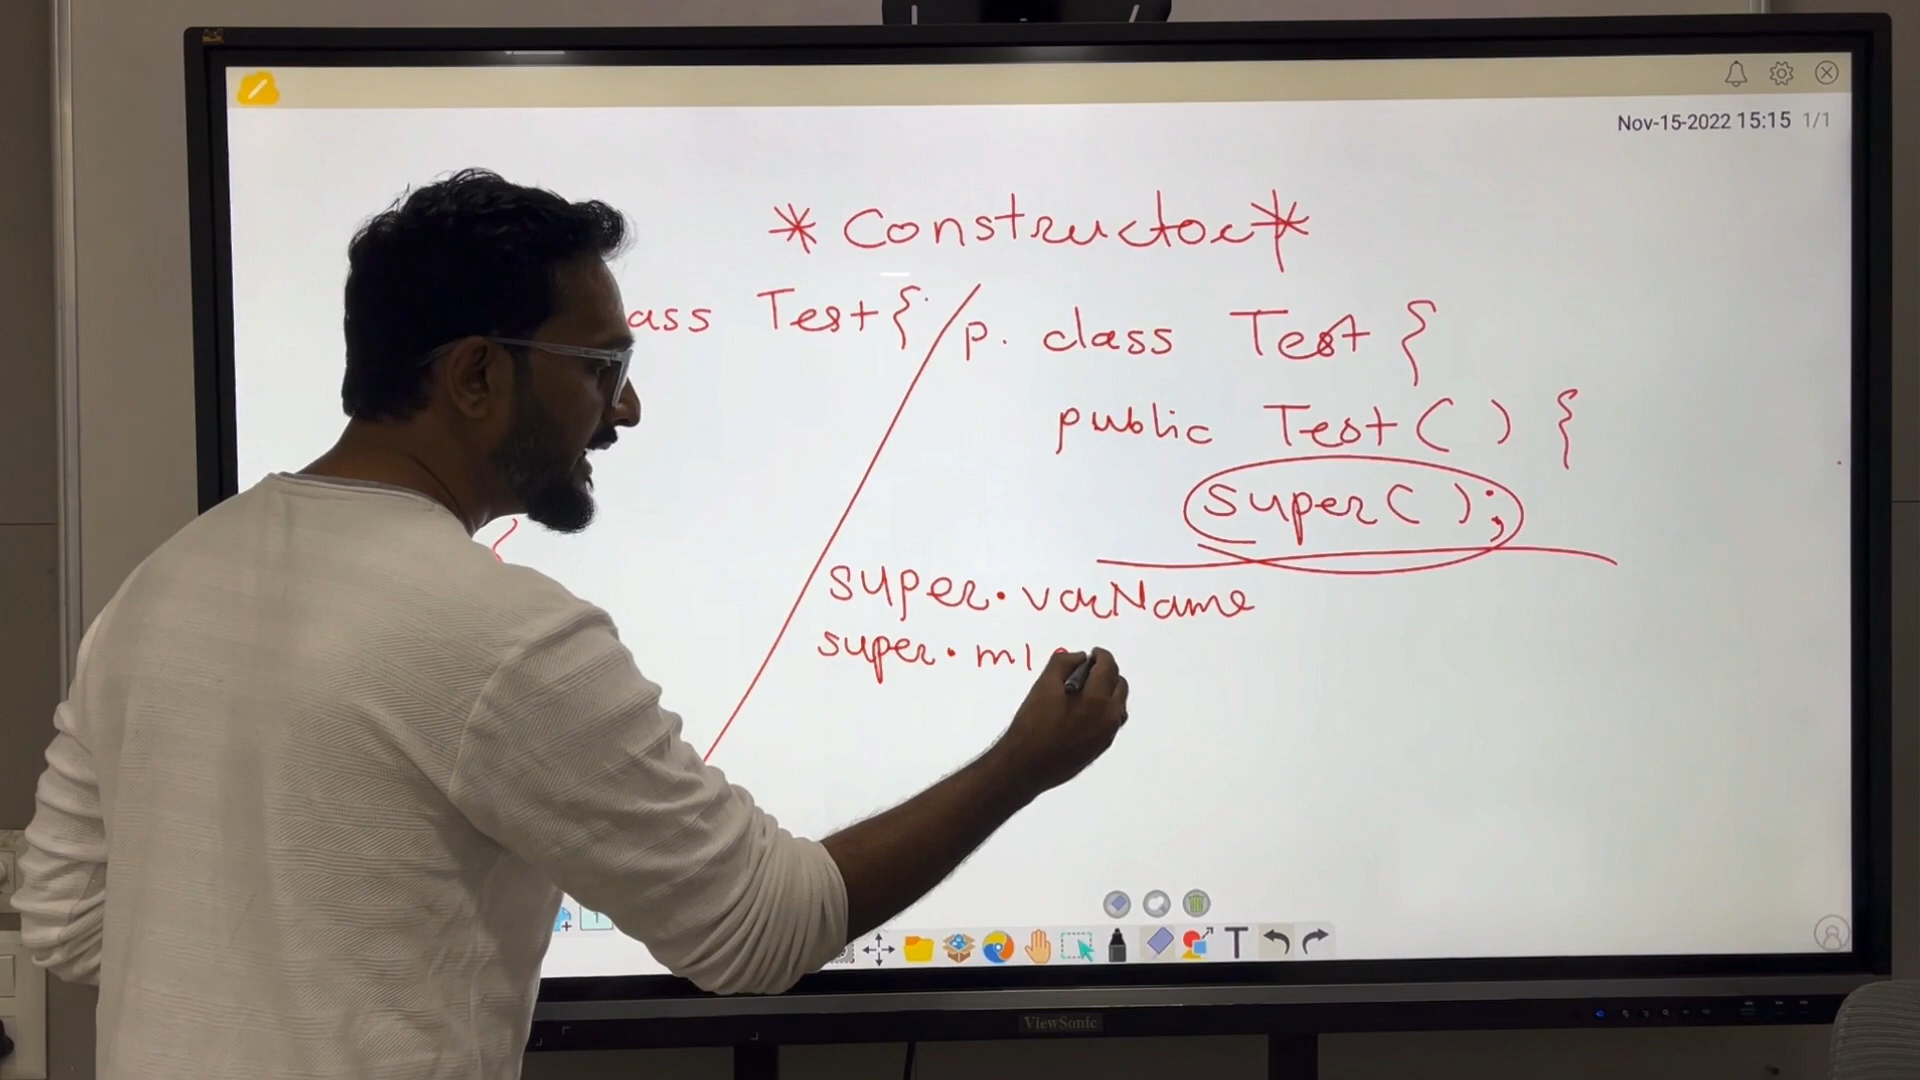 Nov-15-2022 15:15 1/1
* Constructor *
ass Test {
p. class Test {
public Test ( ) {
super ( ) ;
super . varName
super . m1
T
ViewSonic